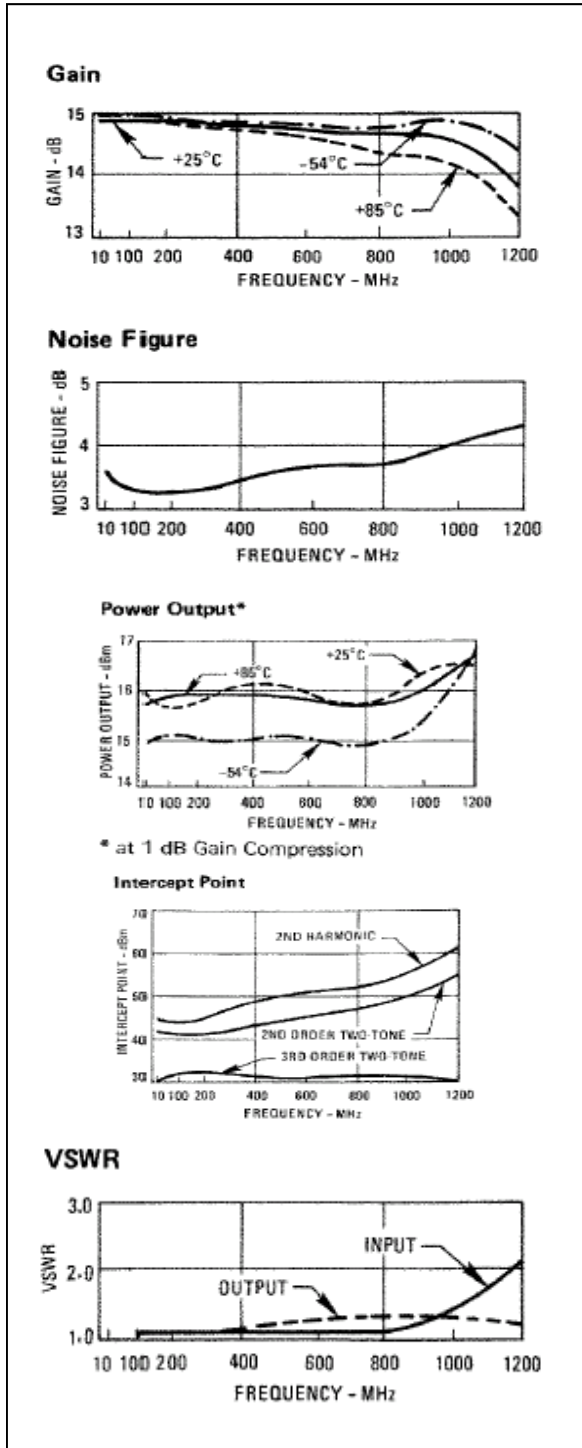 Gain
15
14
13
GAIN - dB
+25°C
-54°C
+85°C
10 100 200 400 600 800 1000 1200
FREQUENCY - MHz
Noise Figure
5
4
3
NOISE FIGURE - dB
10 100 200 400 600 800 1000 1200
FREQUENCY - MHz
Power Output*
17
16
15
14
POWER OUTPUT - dBm
+85°C
+25°C
-54°C
10 100 200 400 600 800 1000 1200
FREQUENCY - MHz
* at 1 dB Gain Compression
Intercept Point
70
60
50
40
30
INTERCEPT POINT - dBm
2ND HARMONIC
2ND ORDER TWO-TONE
3RD ORDER TWO-TONE
10 100 200 400 600 800 1000 1200
FREQUENCY - MHz
VSWR
3.0
2.0
1.0
VSWR
INPUT
OUTPUT
10 100 200 400 600 800 1000 1200
FREQUENCY - MHz